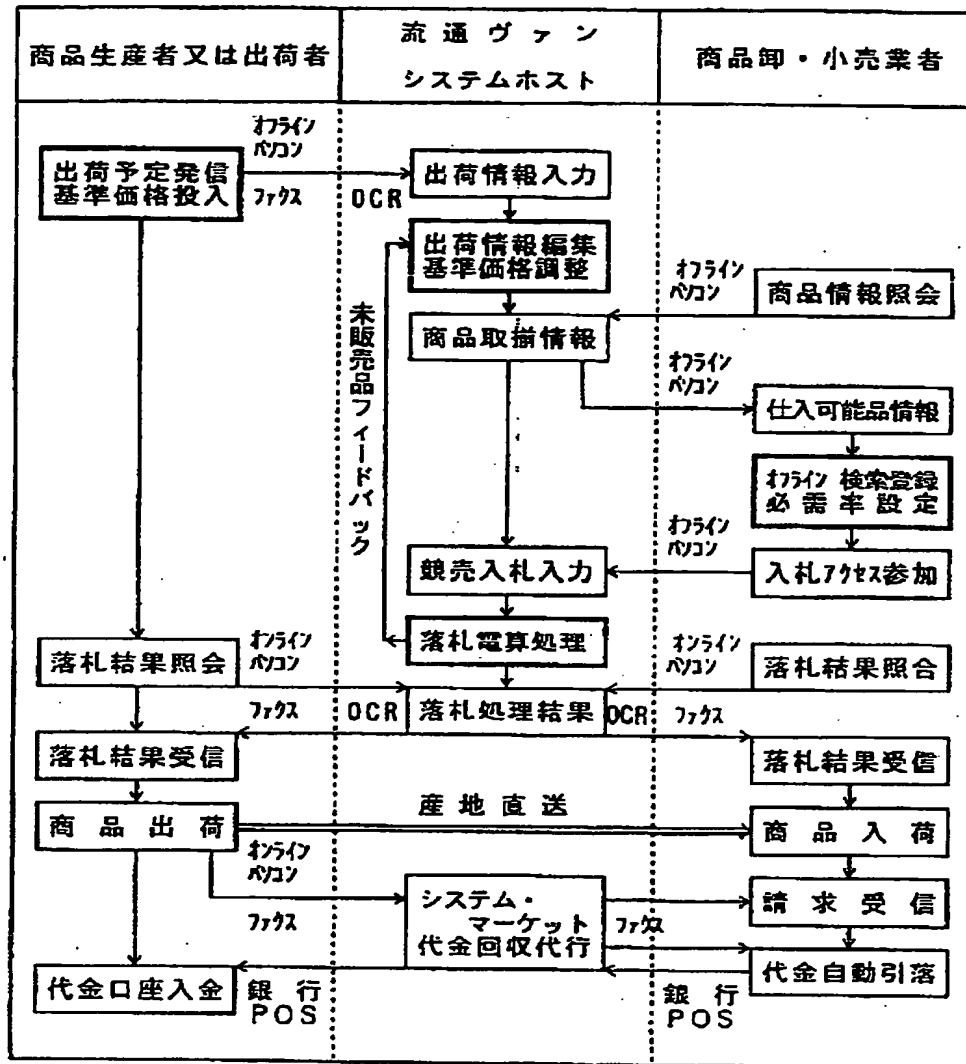 商品生産者又は出荷者
流通ヴァン
システムホスト
商品卸・小売業者
オフライン
パソコン
出荷予定発信
基準価格投入
ファクス
OCR
出荷情報入力
出荷情報編集
基準価格調整
オフライン
パソコン
商品情報照会
商品取揃情報
未販売品フィードバック
オフライン
パソコン
仕入可能品情報
オフライン 検索登録
必需率設定
オフライン
パソコン
競売入札入力
入札アクセス参加
落札電算処理
落札結果照会
オンライン
パソコン
オンライン
パソコン
落札結果照合
ファクス
OCR
落札処理結果
OCR
ファクス
落札結果受信
落札結果受信
商品出荷
産地直送
商品入荷
オンライン
パソコン
ファクス
システム・
マーケット
代金回収代行
ファクス
請求受信
代金口座入金
銀行
POS
銀行
POS
代金自動引落